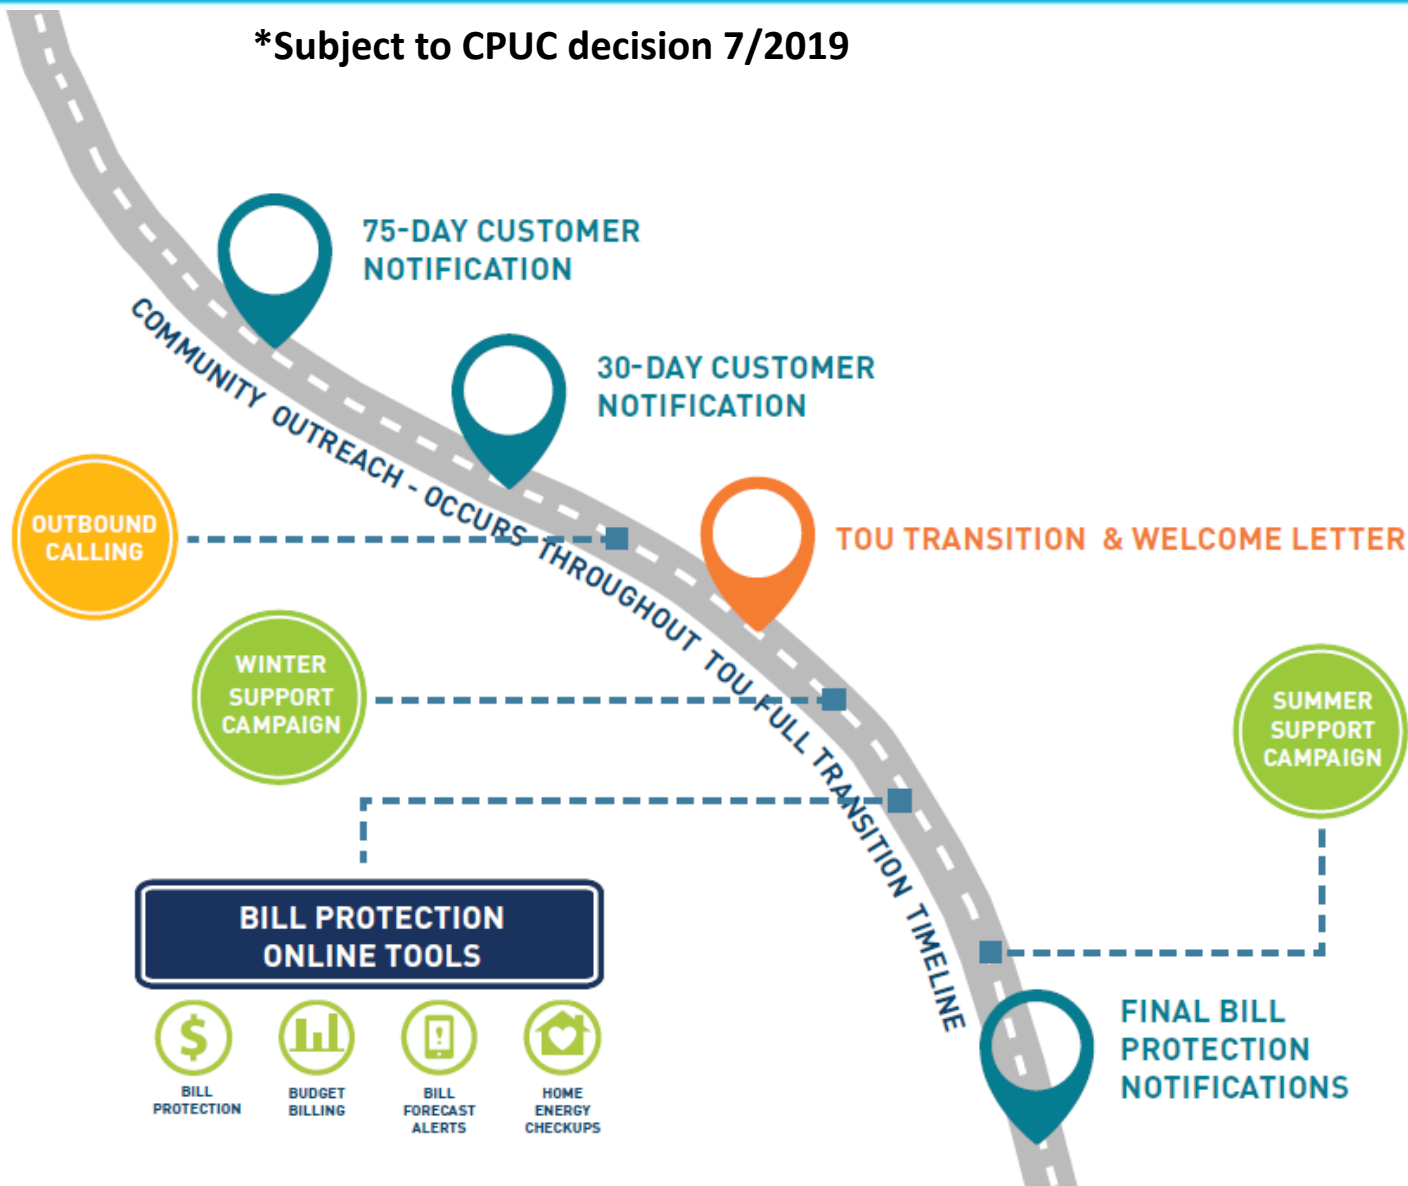 *Subject to CPUC decision 7/2019
75-DAY CUSTOMER
NOTIFICATION
COMMUNITY OUTREACH - OCCURS THROUGHOUT TOU FULL TRANSITION TIMELINE
30-DAY CUSTOMER
NOTIFICATION
OUTBOUND
CALLING
TOU TRANSITION & WELCOME LETTER
WINTER
SUPPORT
CAMPAIGN
SUMMER
SUPPORT
CAMPAIGN
BILL PROTECTION
ONLINE TOOLS
$
BILL
PROTECTION
BUDGET
BILLING
!
BILL
FORECAST
ALERTS
HOME
ENERGY
CHECKUPS
FINAL BILL
PROTECTION
NOTIFICATIONS